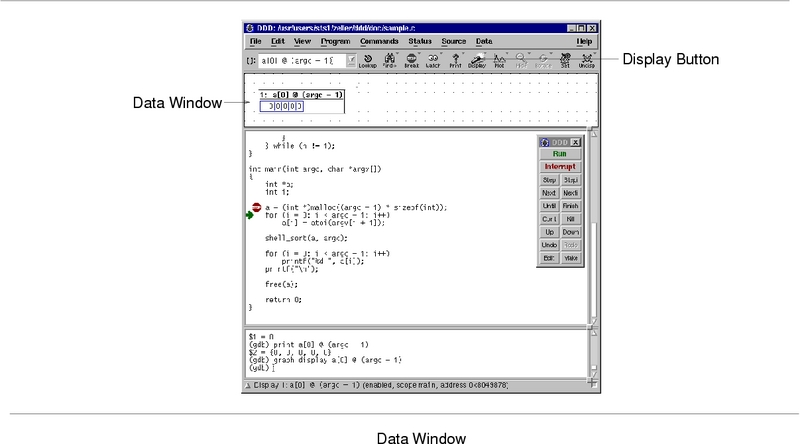 DDD: /usr/users/sts1/zeller/ddd/doc/sample.c
File Edit View Program Commands Status Source Data Help
(): a[0] @ (argc - 1)
Lookup Find» Break Watch Print Display Plot Set Undisp
Display Button
Data Window
1: a[0] @ (argc - 1)
0 0 0 0 0
}
} while (h != 1);
}
int main(int argc, char *argv[])
{
int *a;
int i;
a = (int *)malloc((argc - 1) * sizeof(int));
for (i = 0; i < argc - 1; i++)
a[i] = atoi(argv[i + 1]);
shell_sort(a, argc);
for (i = 0; i < argc - 1; i++)
printf("%d ", a[i]);
printf("\n");
free(a);
return 0;
}
DDD
Run
Interrupt
Step Stepi
Next Nexti
Until Finish
Cont Kill
Up Down
Undo Redo
Edit Make
$1 = 0
(gdb) print a[0] @ (argc - 1)
$2 = {0, 0, 0, 0, 0}
(gdb) graph display a[0] @ (argc - 1)
(gdb)
Display 1: a[0] @ (argc - 1) (enabled, scope main, address 0x8049878)
Data Window